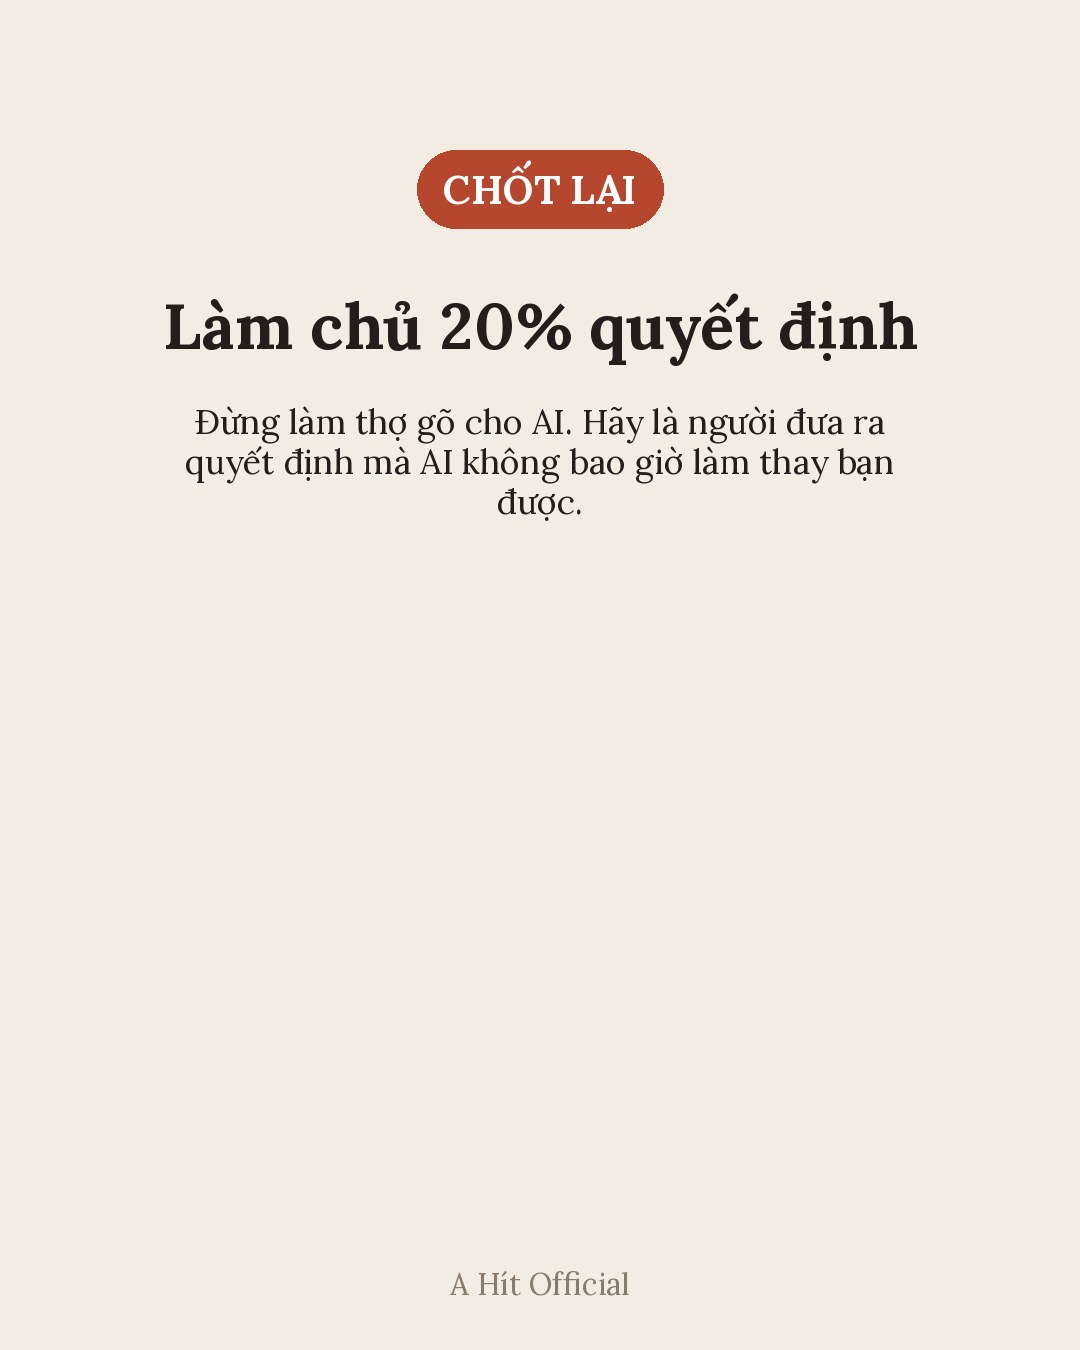 CHỐT LẠI
Làm chủ 20% quyết định
Đừng làm thợ gõ cho AI. Hãy là người đưa ra
quyết định mà AI không bao giờ làm thay bạn
được.
A Hít Official